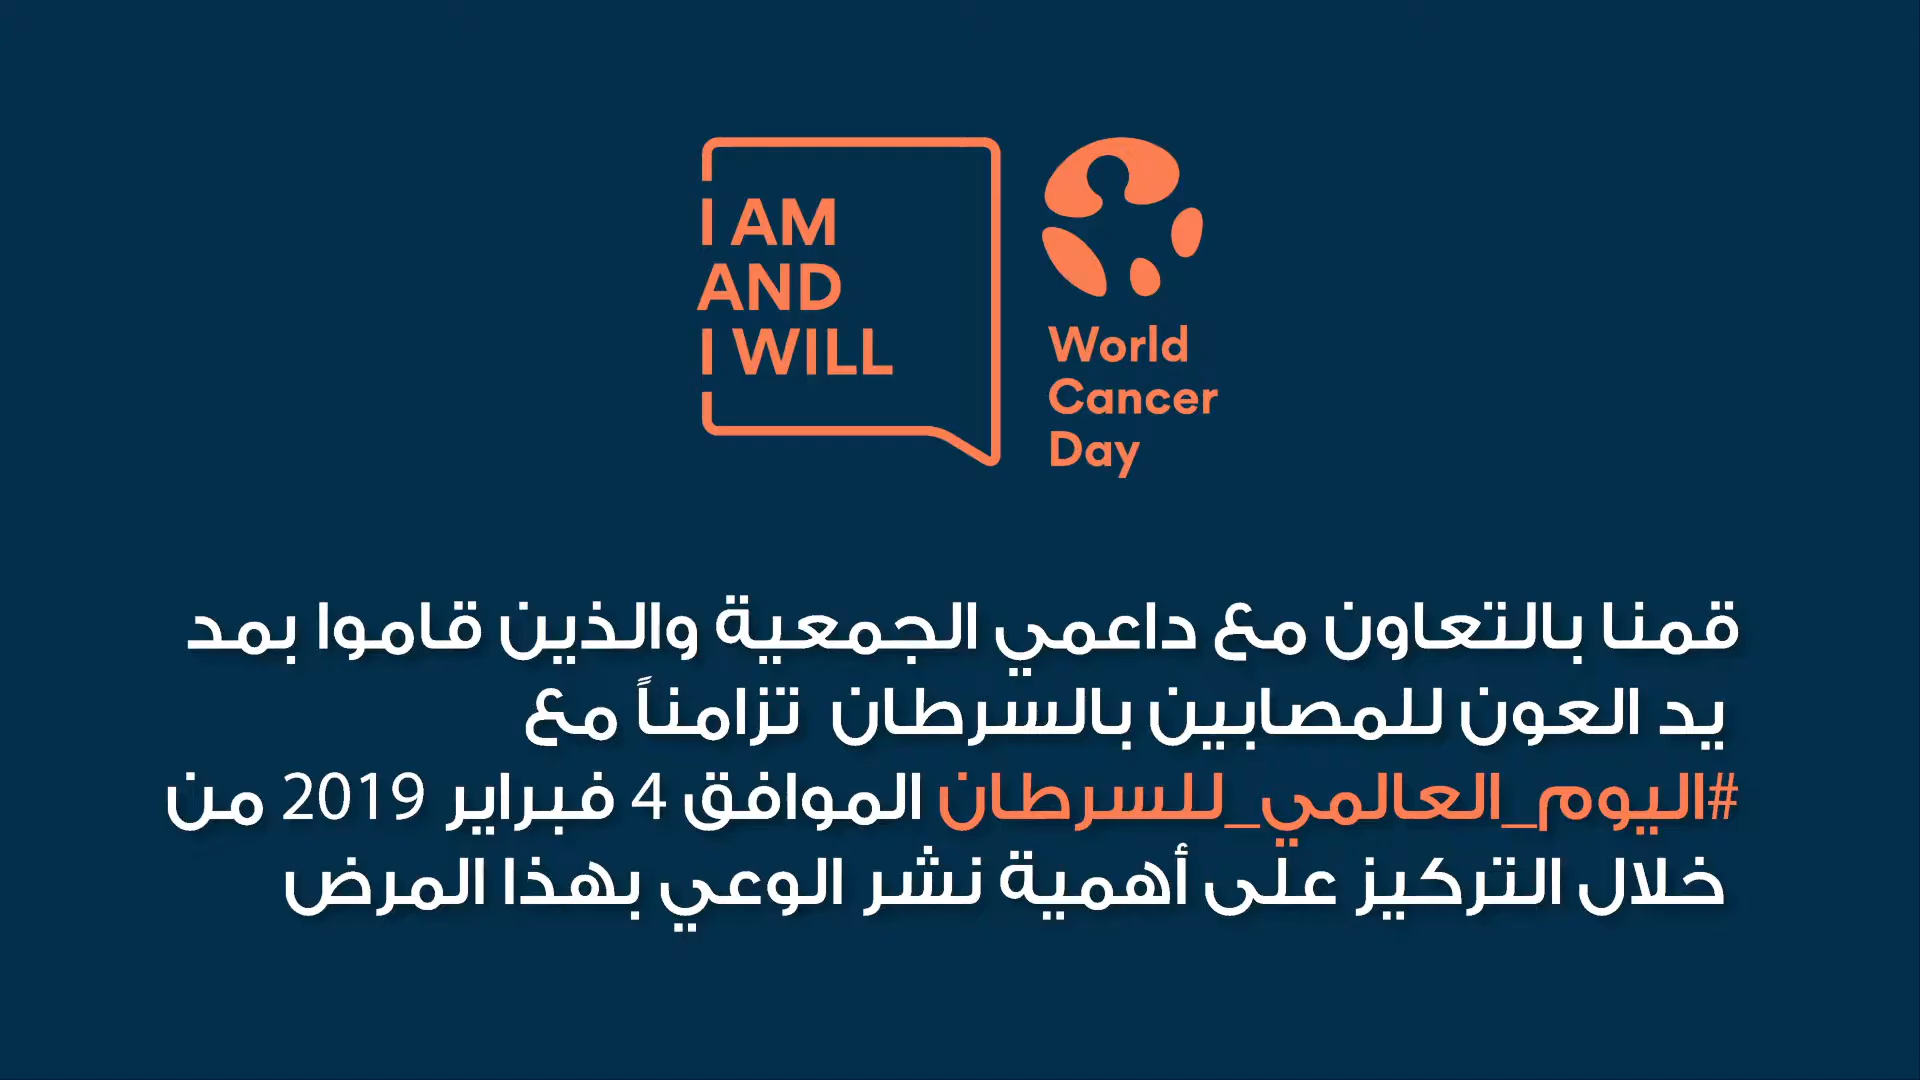 I AM
AND
I WILL
World
Cancer
Day
قمنا بالتعاون مع داعمي الجمعية والذين قاموا بمد
يد العون للمصابين بالسرطان تزامناً مع
#اليوم_العالمي_للسرطان الموافق 4 فبراير 2019 من
خلال التركيز على أهمية نشر الوعي بهذا المرض